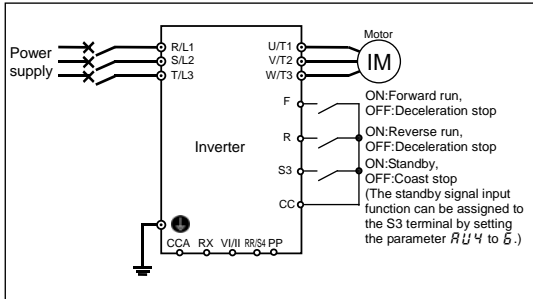 Power
supply
R/L1
S/L2
T/L3
U/T1
V/T2
W/T3
Motor
IM
Inverter
F
ON:Forward run,
OFF:Deceleration stop
R
ON:Reverse run,
OFF:Deceleration stop
S3
ON:Standby,
OFF:Coast stop
(The standby signal input
function can be assigned to
the S3 terminal by setting
the parameter AU4 to 6.)
CC
CCA RX VI/II RR/S4 PP